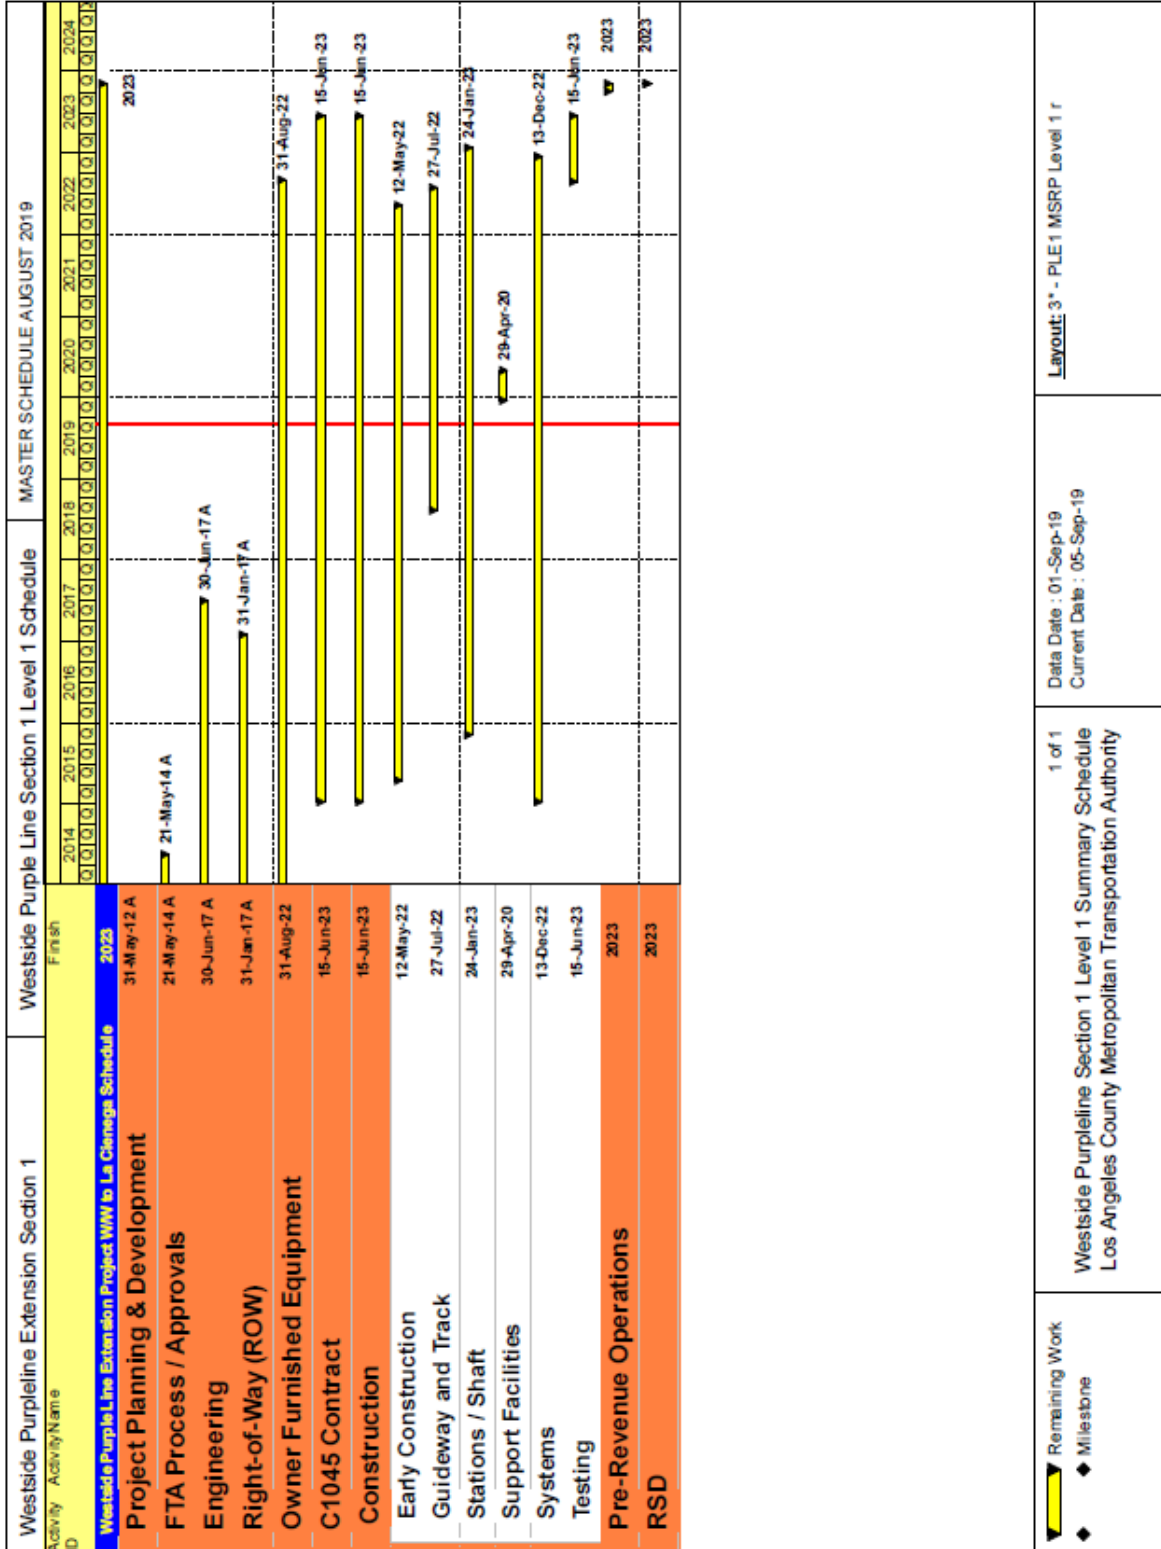 Westside Purpleline Extension Section 1
Westside Purple Line Section 1 Level 1 Schedule
MASTER SCHEDULE AUGUST 2019
Activity ID
Activity Name
Finish
2014 2015 2016 2017 2018 2019 2020 2021 2022 2023 2024
Q Q Q Q Q Q Q Q Q Q Q Q Q Q Q Q Q Q Q Q Q Q Q Q Q Q Q Q Q Q Q Q Q Q Q Q Q Q Q Q Q Q Q
Westside Purple Line Extension Project W/W to La Cienega Schedule 2023 2023
Project Planning & Development 31-May-12 A
FTA Process / Approvals 21-May-14 A 21-May-14 A
Engineering 30-Jun-17 A 30-Jun-17 A
Right-of-Way (ROW) 31-Jan-17 A 31-Jan-17 A
Owner Furnished Equipment 31-Aug-22 31-Aug-22
C1045 Contract 15-Jun-23 15-Jun-23
Construction 15-Jun-23 15-Jun-23
Early Construction 12-May-22 12-May-22
Guideway and Track 27-Jul-22 27-Jul-22
Stations / Shaft 24-Jan-23 24-Jan-23
Support Facilities 29-Apr-20 29-Apr-20
Systems 13-Dec-22 13-Dec-22
Testing 15-Jun-23 15-Jun-23
Pre-Revenue Operations 2023 2023
RSD 2023 2023
Remaining Work
Milestone
1 of 1
Westside Purpleline Section 1 Level 1 Summary Schedule
Los Angeles County Metropolitan Transportation Authority
Data Date : 01-Sep-19
Current Date : 05-Sep-19
Layout: 3* - PLE1 MSRP Level 1 r